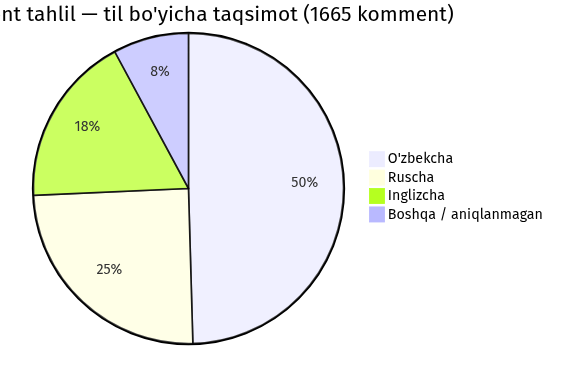 nt tahlil — til bo'yicha taqsimot (1665 komment)
8%
18%
50%
25%
O'zbekcha
Ruscha
Inglizcha
Boshqa / aniqlanmagan